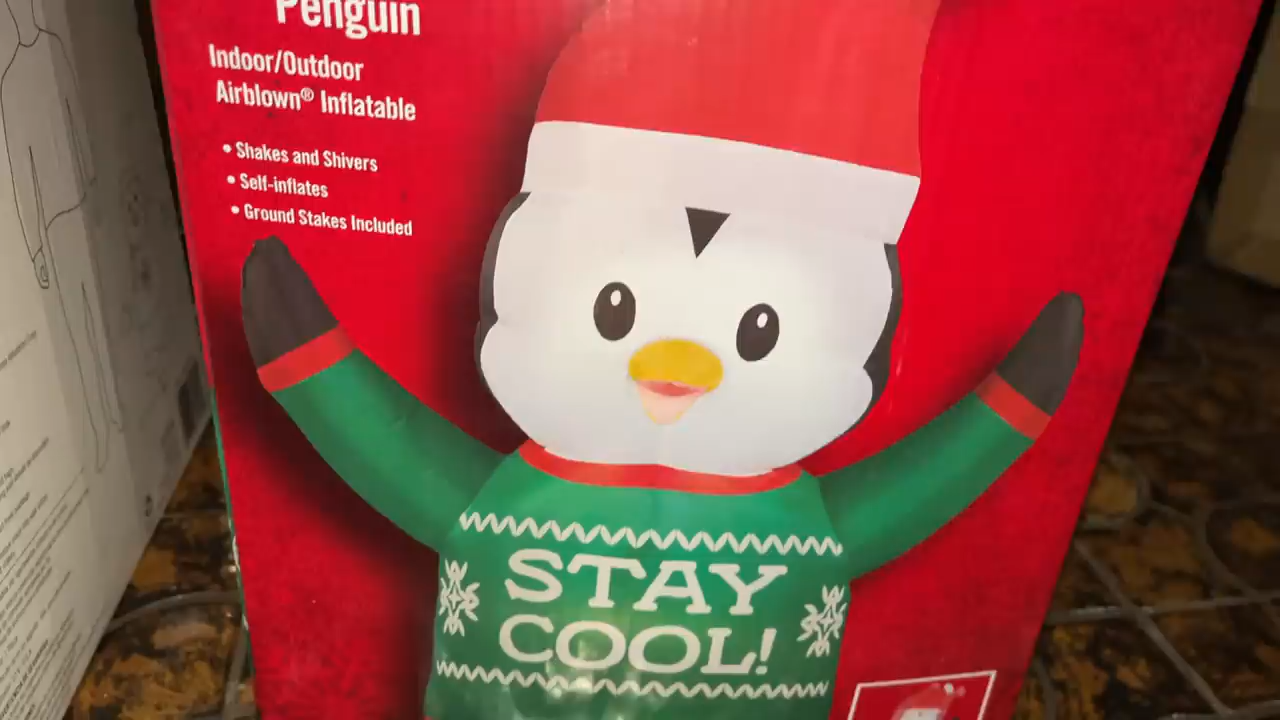 Penguin
Indoor/Outdoor
Airblown® Inflatable
• Shakes and Shivers
• Self-inflates
• Ground Stakes Included
STAY
COOL!